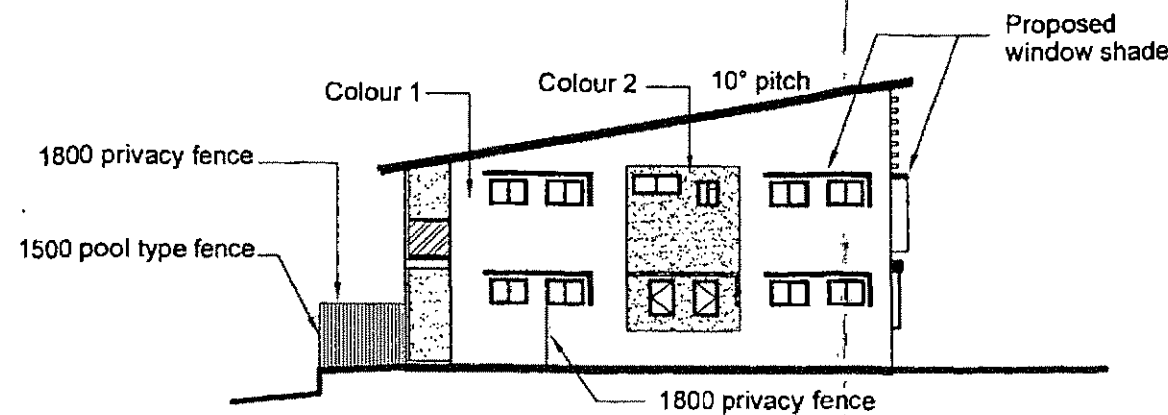 Proposed
window shade
Colour 1
Colour 2
10° pitch
1800 privacy fence
1500 pool type fence
1800 privacy fence